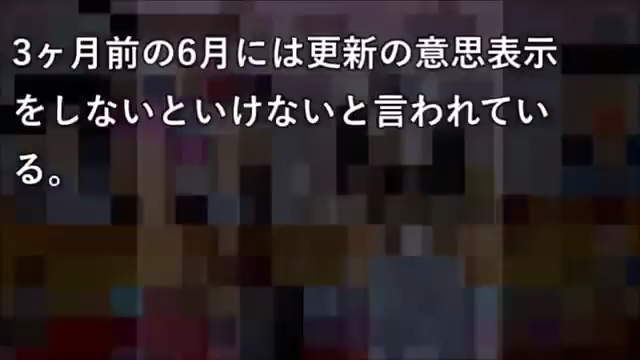 3ヶ月前の6月には更新の意思表示
をしないといけないと言われてい
る。